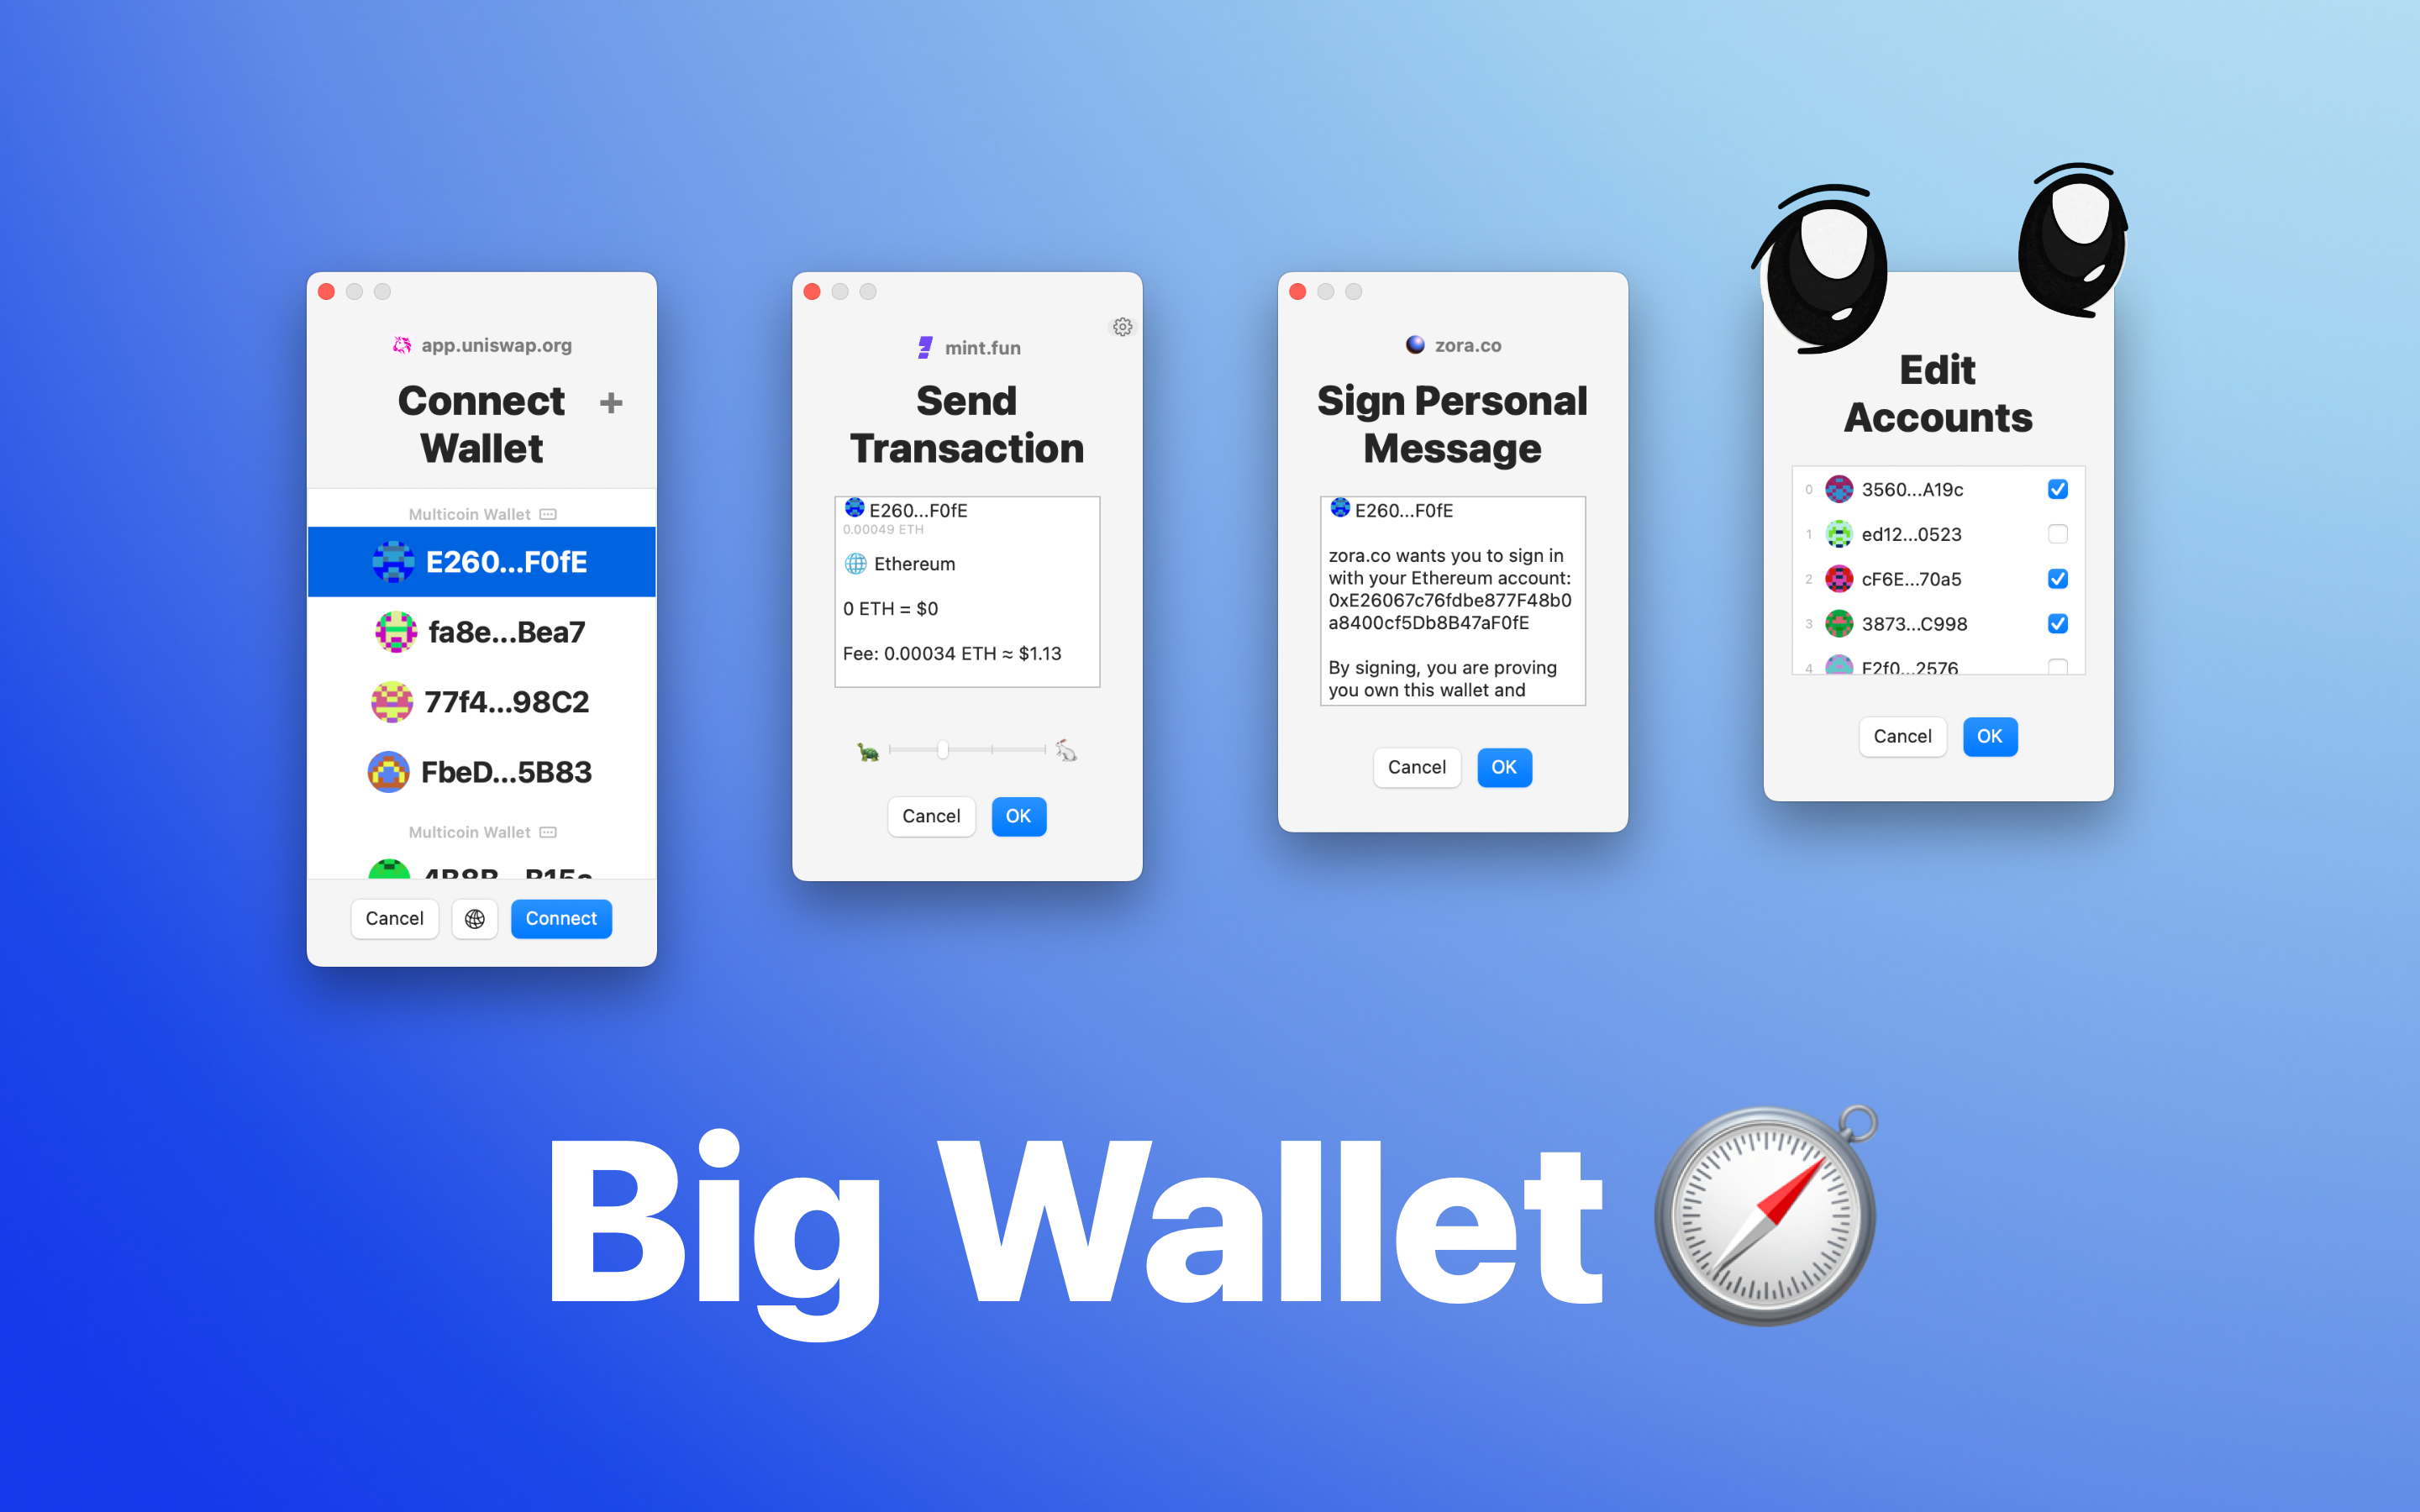 app.uniswap.org
Connect
Wallet
+
Multicoin Wallet
E260...F0fE
fa8e...Bea7
77f4...98C2
FbeD...5B83
Multicoin Wallet
Cancel
Connect
mint.fun
Send
Transaction
E260...F0fE
0.00049 ETH
Ethereum
0 ETH = $0
Fee: 0.00034 ETH ≈ $1.13
Cancel
OK
zora.co
Sign Personal
Message
E260...F0fE
zora.co wants you to sign in
with your Ethereum account:
0xE26067c76fdbe877F48b0
a8400cf5Db8B47aF0fE
By signing, you are proving
you own this wallet and
Cancel
OK
Edit
Accounts
0 3560...A19c
1 ed12...0523
2 cF6E...70a5
3 3873...C998
4 F2f0...2576
Cancel
OK
Big Wallet